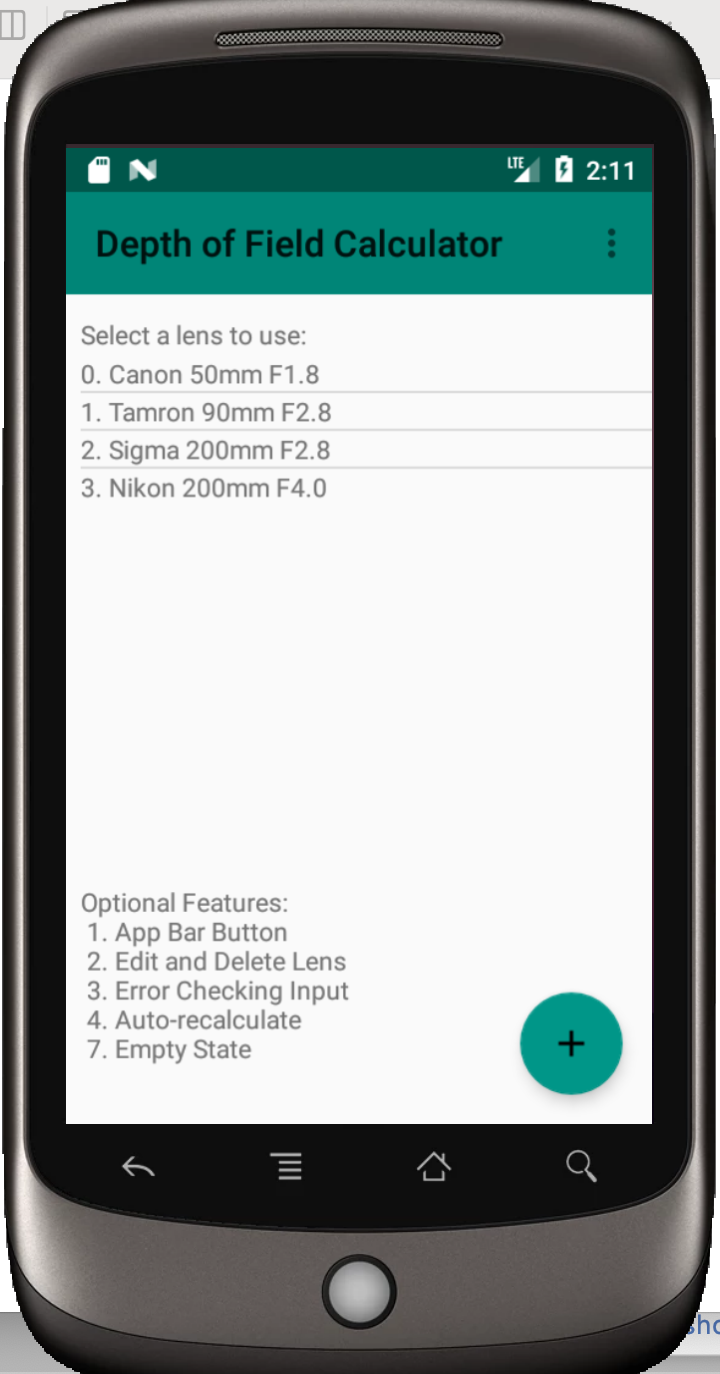 LTE 2:11
Depth of Field Calculator
Select a lens to use:
0. Canon 50mm F1.8
1. Tamron 90mm F2.8
2. Sigma 200mm F2.8
3. Nikon 200mm F4.0
Optional Features:
1. App Bar Button
2. Edit and Delete Lens
3. Error Checking Input
4. Auto-recalculate
7. Empty State
+